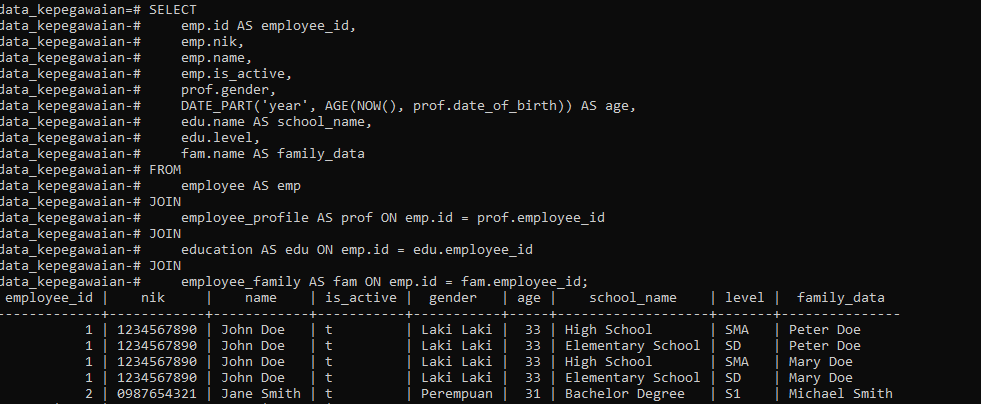 data_kepegawaian=# SELECT
data_kepegawaian-#     emp.id AS employee_id,
data_kepegawaian-#     emp.nik,
data_kepegawaian-#     emp.name,
data_kepegawaian-#     emp.is_active,
data_kepegawaian-#     prof.gender,
data_kepegawaian-#     DATE_PART('year', AGE(NOW(), prof.date_of_birth)) AS age,
data_kepegawaian-#     edu.name AS school_name,
data_kepegawaian-#     edu.level,
data_kepegawaian-#     fam.name AS family_data
data_kepegawaian-# FROM
data_kepegawaian-#     employee AS emp
data_kepegawaian-# JOIN
data_kepegawaian-#     employee_profile AS prof ON emp.id = prof.employee_id
data_kepegawaian-# JOIN
data_kepegawaian-#     education AS edu ON emp.id = edu.employee_id
data_kepegawaian-# JOIN
data_kepegawaian-#     employee_family AS fam ON emp.id = fam.employee_id;
 employee_id |    nik     |    name    | is_active |  gender   | age |    school_name    | level |  family_data
-------------+------------+------------+-----------+-----------+-----+-------------------+-------+---------------
           1 | 1234567890 | John Doe   | t         | Laki Laki |  33 | High School       | SMA   | Peter Doe
           1 | 1234567890 | John Doe   | t         | Laki Laki |  33 | Elementary School | SD    | Peter Doe
           1 | 1234567890 | John Doe   | t         | Laki Laki |  33 | High School       | SMA   | Mary Doe
           1 | 1234567890 | John Doe   | t         | Laki Laki |  33 | Elementary School | SD    | Mary Doe
           2 | 0987654321 | Jane Smith | t         | Perempuan |  31 | Bachelor Degree   | S1    | Michael Smith